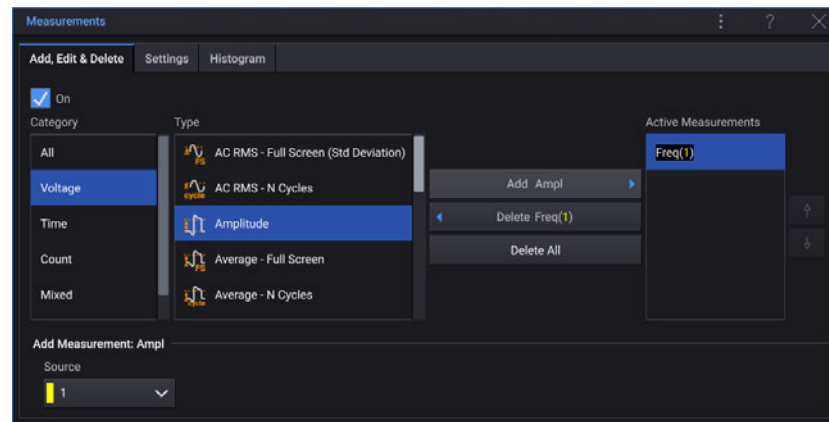 Measurements
?
Add, Edit & Delete Settings Histogram
On
Category Type Active Measurements
All AC RMS - Full Screen (Std Deviation) Freq(1)
Voltage AC RMS - N Cycles Add Ampl
Time Amplitude Delete Freq(1)
Count Average - Full Screen Delete All
Mixed Average - N Cycles
Add Measurement: Ampl
Source
1